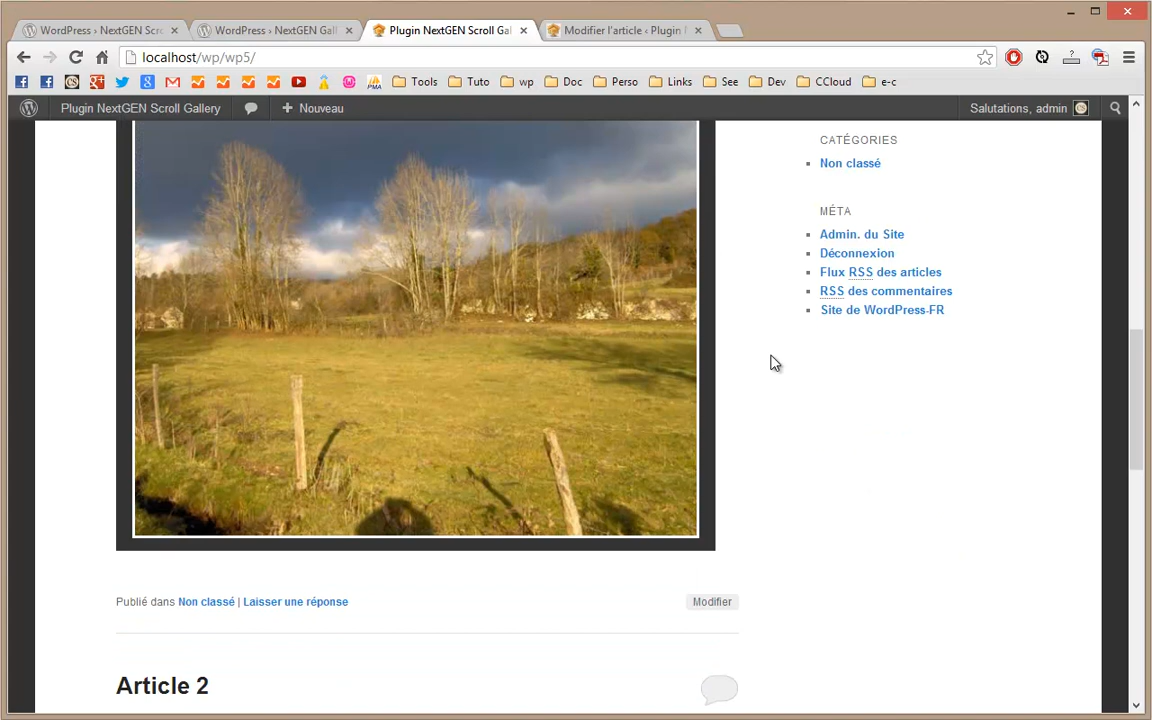 WordPress › NextGEN Scro
WordPress › NextGEN Gall
Plugin NextGEN Scroll Gal
Modifier l'article ‹ Plugin N
localhost/wp/wp5/
Tools
Tuto
wp
Doc
Perso
Links
See
Dev
CCloud
e-c
Plugin NextGEN Scroll Gallery
Nouveau
Salutations, admin
CATÉGORIES
Non classé
MÉTA
Admin. du Site
Déconnexion
Flux RSS des articles
RSS des commentaires
Site de WordPress-FR
Publié dans Non classé | Laisser une réponse
Modifier
Article 2